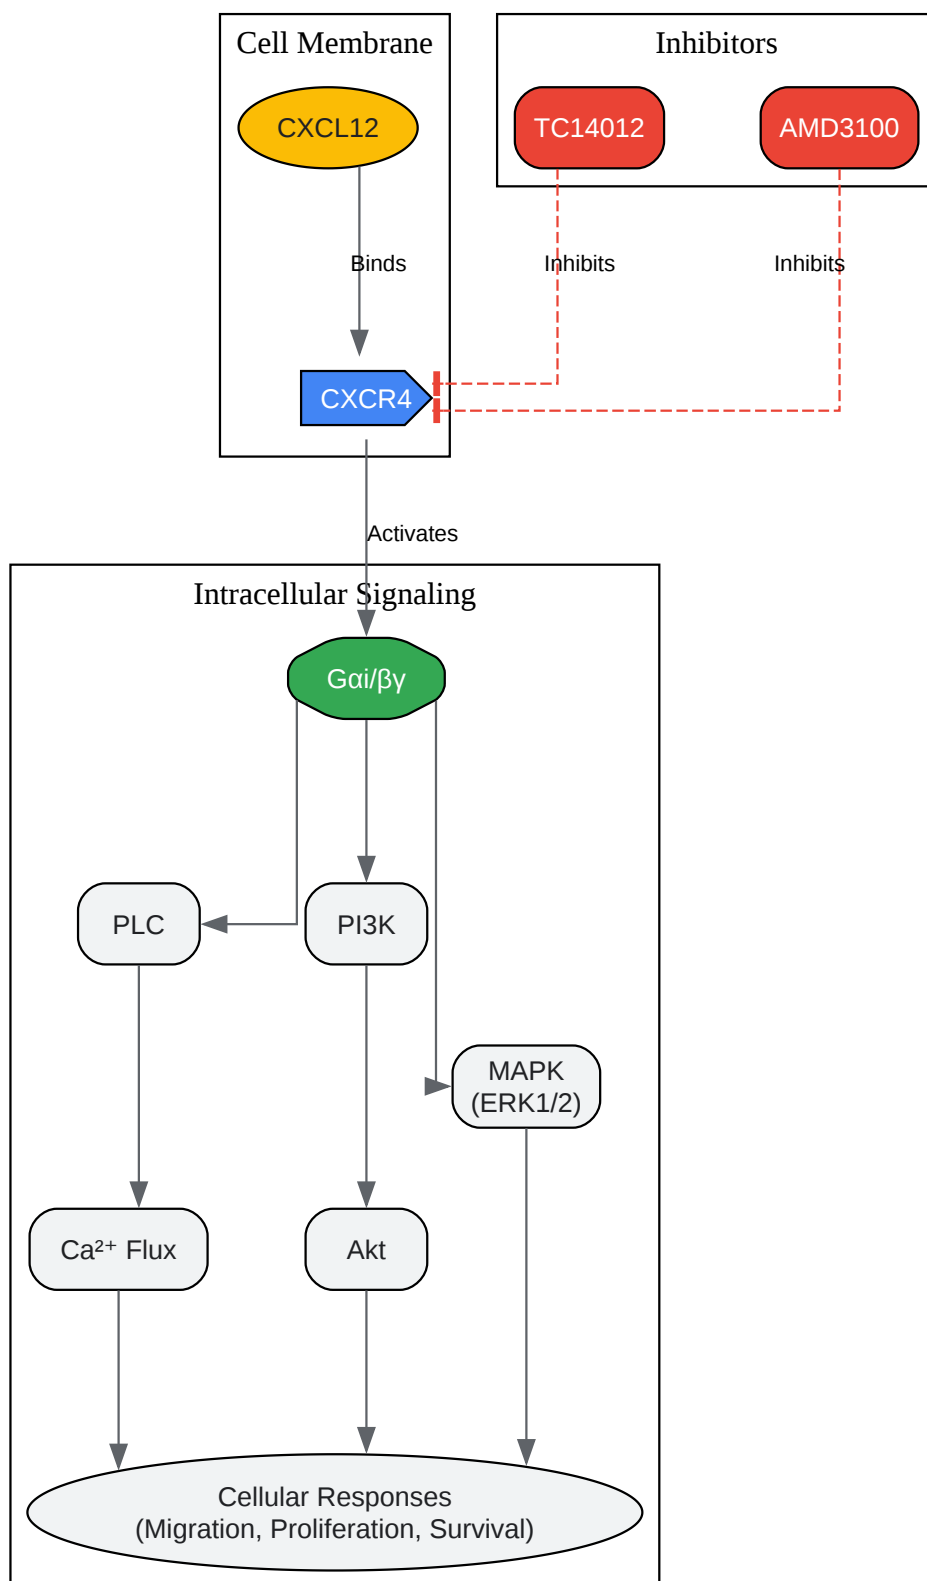 Cell Membrane
Inhibitors
CXCL12
TC14012
AMD3100
Binds
Inhibits
Inhibits
CXCR4
Activates
Intracellular Signaling
Gαi/βγ
PLC
PI3K
MAPK
(ERK1/2)
Ca²⁺ Flux
Akt
Cellular Responses
(Migration, Proliferation, Survival)